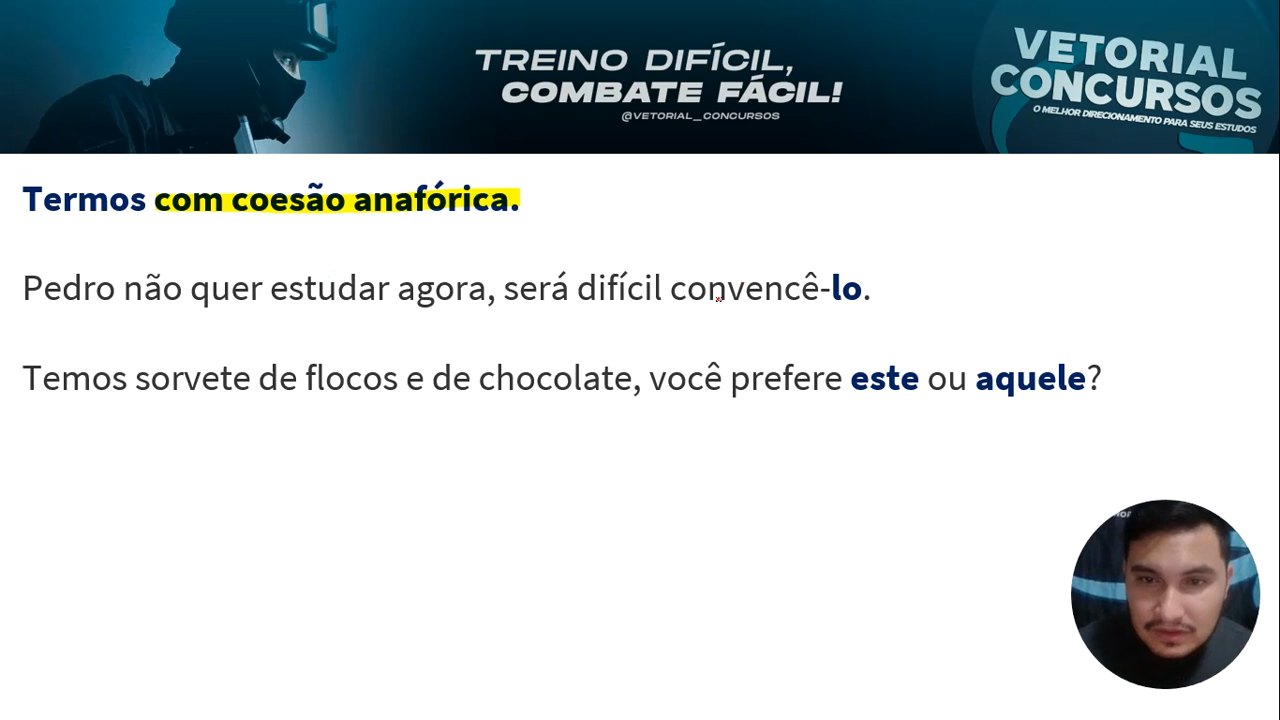 TREINO DIFÍCIL,
COMBATE FÁCIL!
@VETORIAL_CONCURSOS
VETORIAL
CONCURSOS
O MELHOR DIRECIONAMENTO PARA SEUS ESTUDOS
Termos com coesão anafórica.
Pedro não quer estudar agora, será difícil convencê-lo.
Temos sorvete de flocos e de chocolate, você prefere este ou aquele?